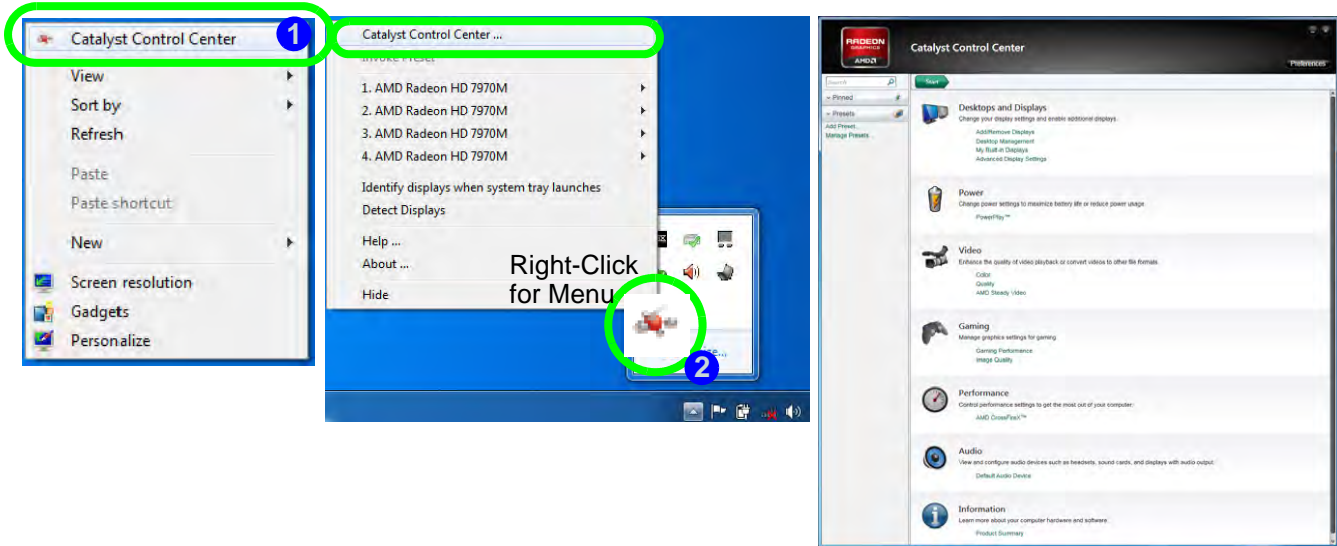 Catalyst Control Center
1
View
Sort by
Refresh
Paste
Paste shortcut
New
Screen resolution
Gadgets
Personalize
Catalyst Control Center ...
Invoke Preset
1. AMD Radeon HD 7970M
2. AMD Radeon HD 7970M
3. AMD Radeon HD 7970M
4. AMD Radeon HD 7970M
Identify displays when system tray launches
Detect Displays
Help ...
About ...
Hide
Right-Click
for Menu
2
RADEON
GRAPHICS
AMD
Catalyst Control Center
Preferences
Search
Start
Pinned
Presets
Add Preset...
Manage Presets...
Desktops and Displays
Change your display settings and enable additional displays.
Add/Remove Displays
Desktop Management
My Built-in Displays
Advanced Display Settings
Power
Change power settings to maximize battery life or reduce power usage.
PowerPlay™
Video
Enhance the quality of video playback or convert videos to other file formats.
Color
Quality
AMD Steady Video
Gaming
Manage graphics settings for gaming.
Gaming Performance
Image Quality
Performance
Control performance settings to get the most out of your computer.
AMD CrossFireX™
Audio
View and configure audio devices such as headsets, sound cards, and displays with audio output.
Default Audio Device
Information
Learn more about your computer hardware and software.
Product Summary